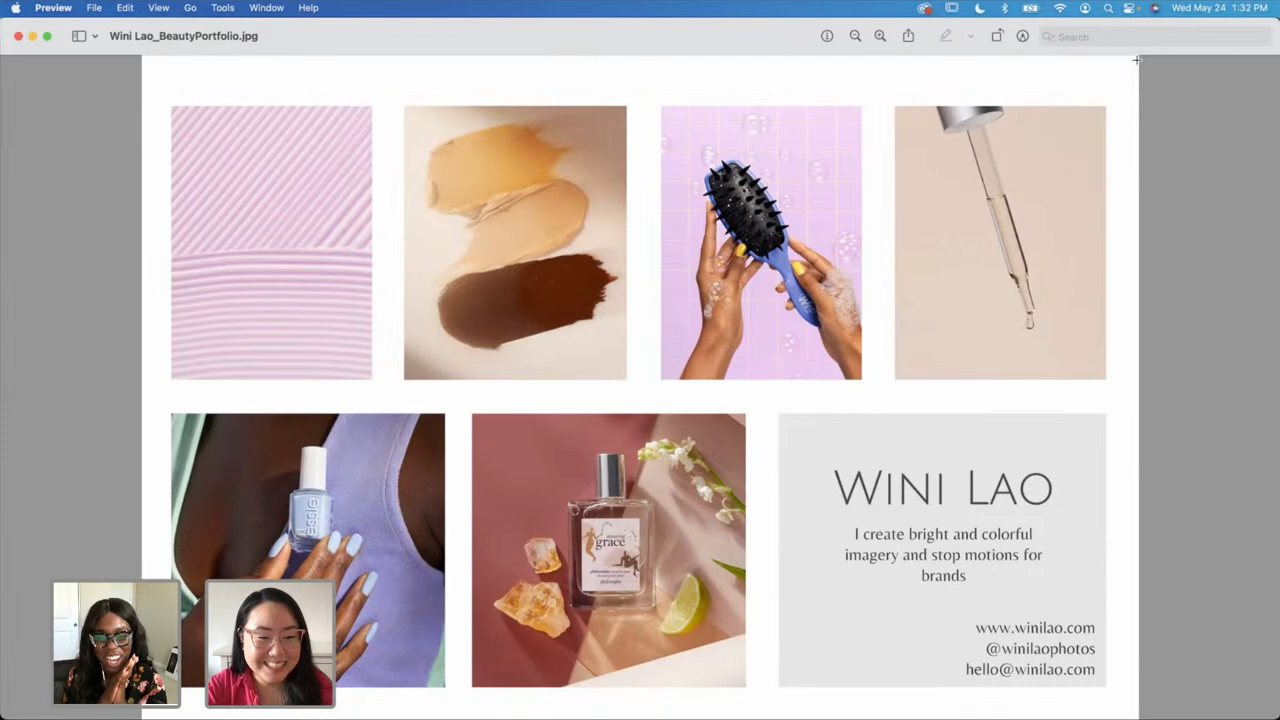 Preview File Edit View Go Tools Window Help Wed May 24 1:32 PM
Wini Lao_BeautyPortfolio.jpg Search
essie
amazing
grace
philosophy
WINI LAO
I create bright and colorful
imagery and stop motions for
brands
www.winilao.com
@winilaophotos
hello@winilao.com